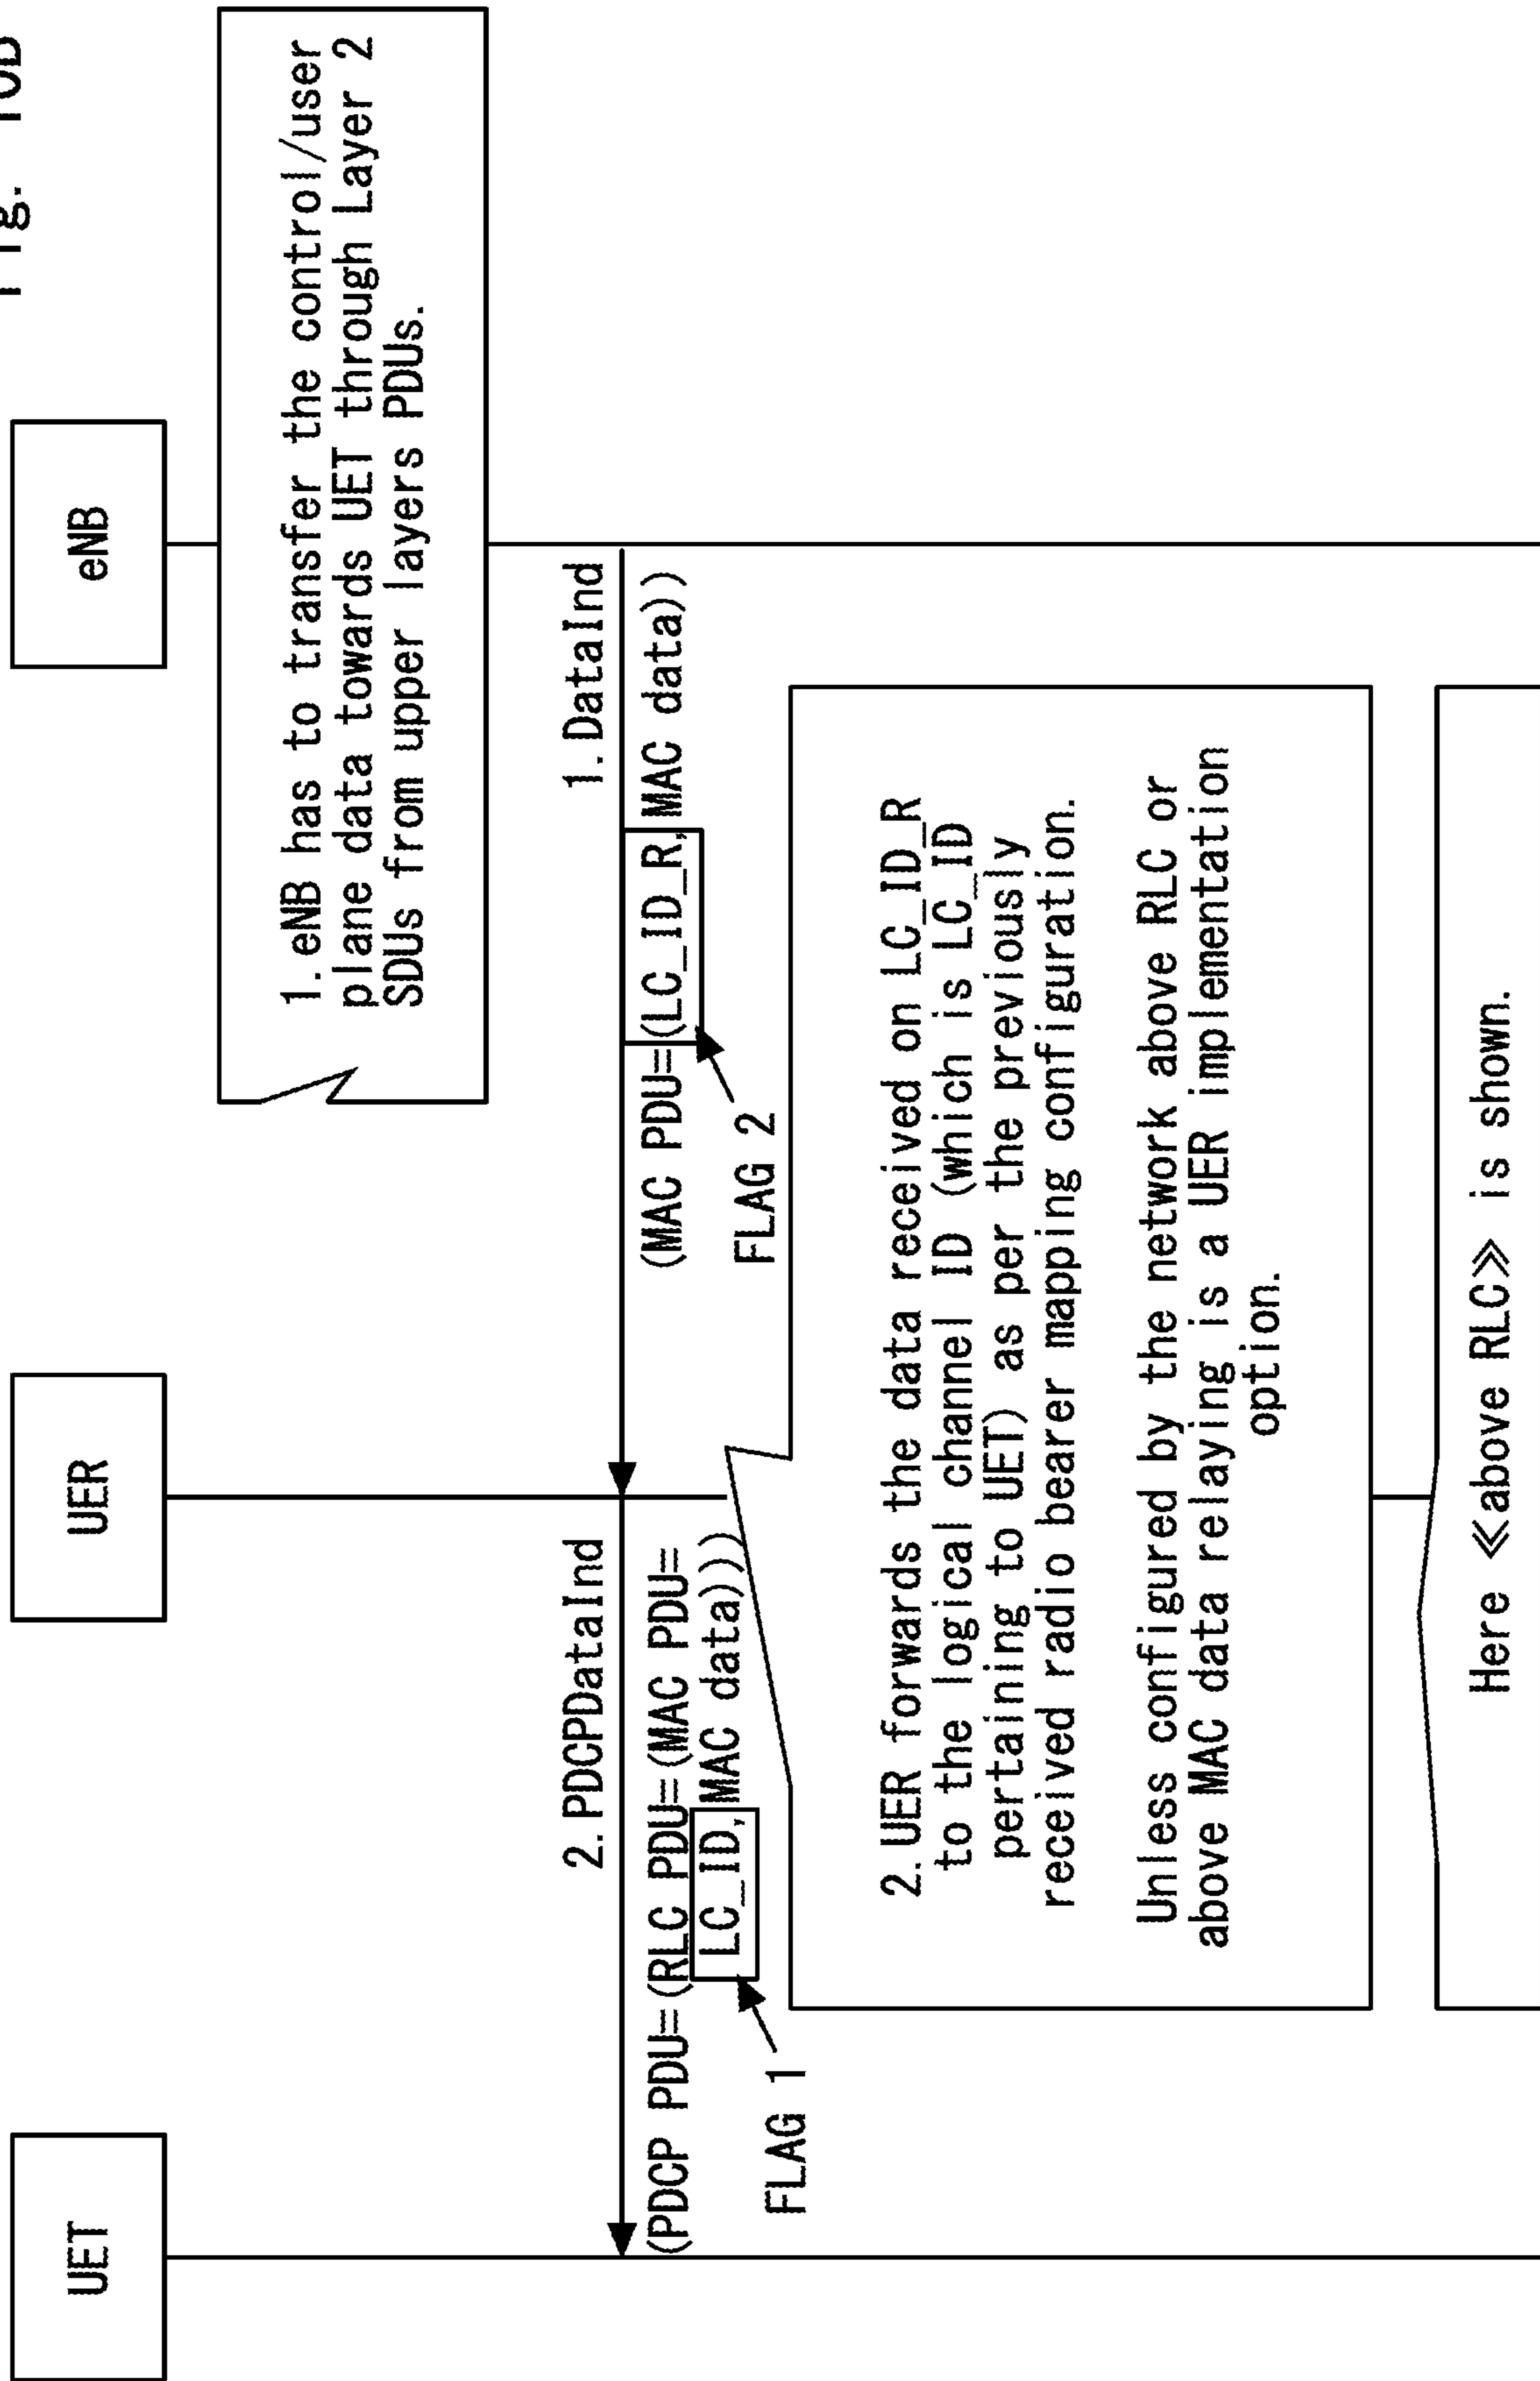 UET
UER
eNB
1.eNB has to transfer the control/user
plane data towards UET through Layer 2
SDUs from upper layers PDUs.
1.DataInd
(MAC PDU=(LC_ID_R, MAC data))
FLAG 2
2.PDCPDataInd
(PDCP PDU=(RLC PDU=(MAC PDU=
LC_ID, MAC data)))
FLAG 1
2.UER forwards the data received on LC_ID_R
to the logical channel ID (which is LC_ID
pertaining to UET) as per the previously
received radio bearer mapping configuration.
Unless configured by the network above RLC or
above MAC data relaying is a UER implementation
option.
Here ≪above RLC≫ is shown.